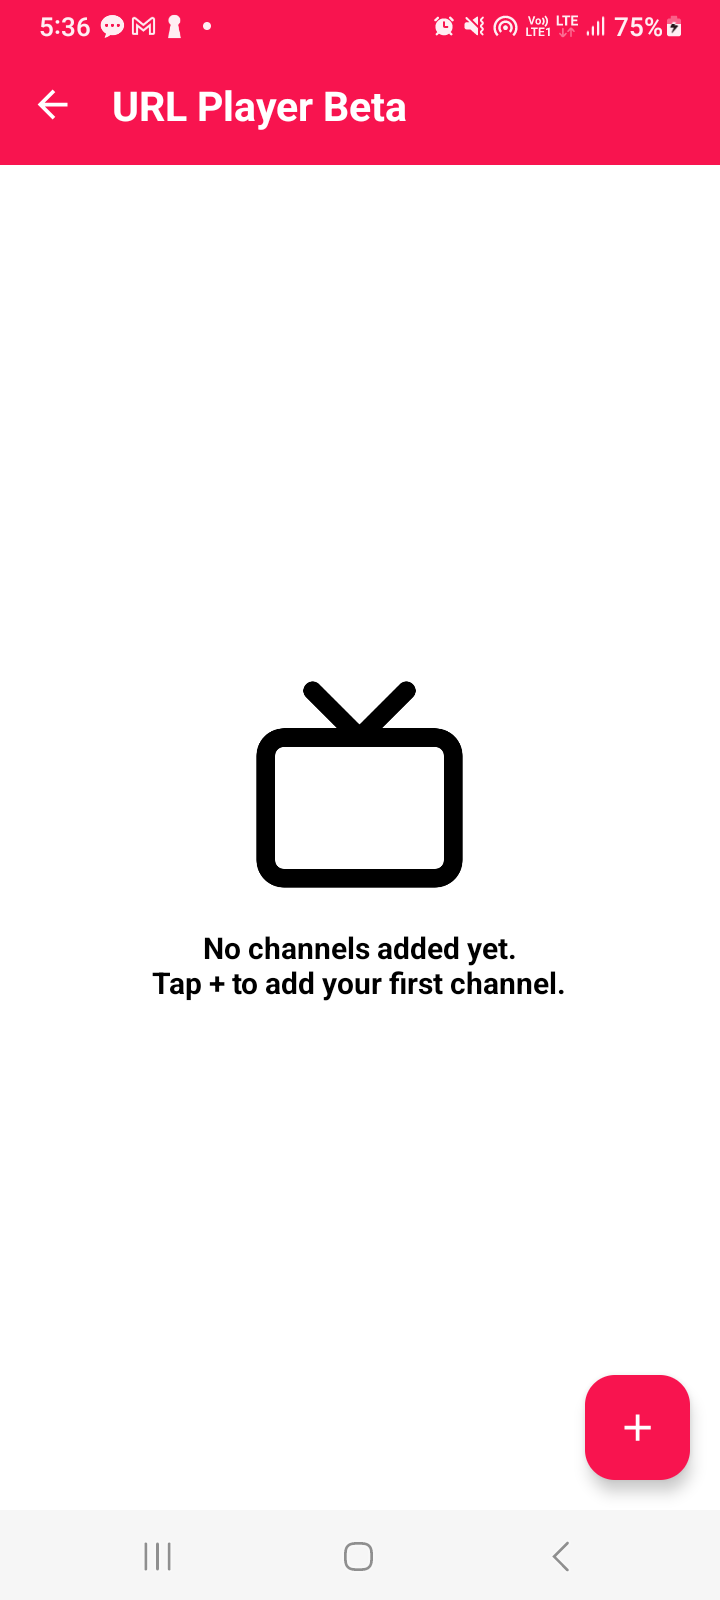 5:36
Vo)) LTE
LTE1
75%
URL Player Beta
No channels added yet.
Tap + to add your first channel.
+